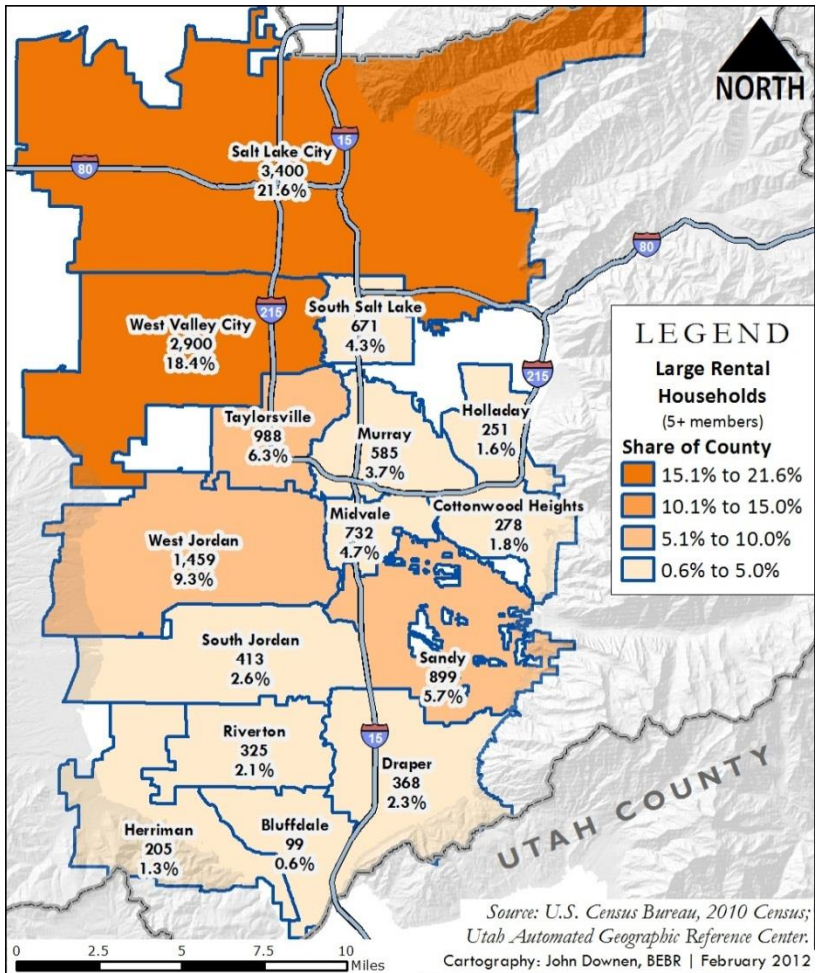 NORTH
15
Salt Lake City
3,400
21.6%
80
80
215
West Valley City
2,900
18.4%
South Salt Lake
671
4.3%
215
LEGEND
Large Rental
Households
(5+ members)
Share of County
15.1% to 21.6%
10.1% to 15.0%
5.1% to 10.0%
0.6% to 5.0%
Taylorsville
988
6.3%
Murray
585
3.7%
Holladay
251
1.6%
Midvale
732
4.7%
Cottonwood Heights
278
1.8%
West Jordan
1,459
9.3%
South Jordan
413
2.6%
Sandy
899
5.7%
Riverton
325
2.1%
15
Draper
368
2.3%
Herriman
205
1.3%
Bluffdale
99
0.6%
UTAH COUNTY
Source: U.S. Census Bureau, 2010 Census;
Utah Automated Geographic Reference Center.
Cartography: John Downen, BEBR | February 2012
0 2.5 5 7.5 10
Miles